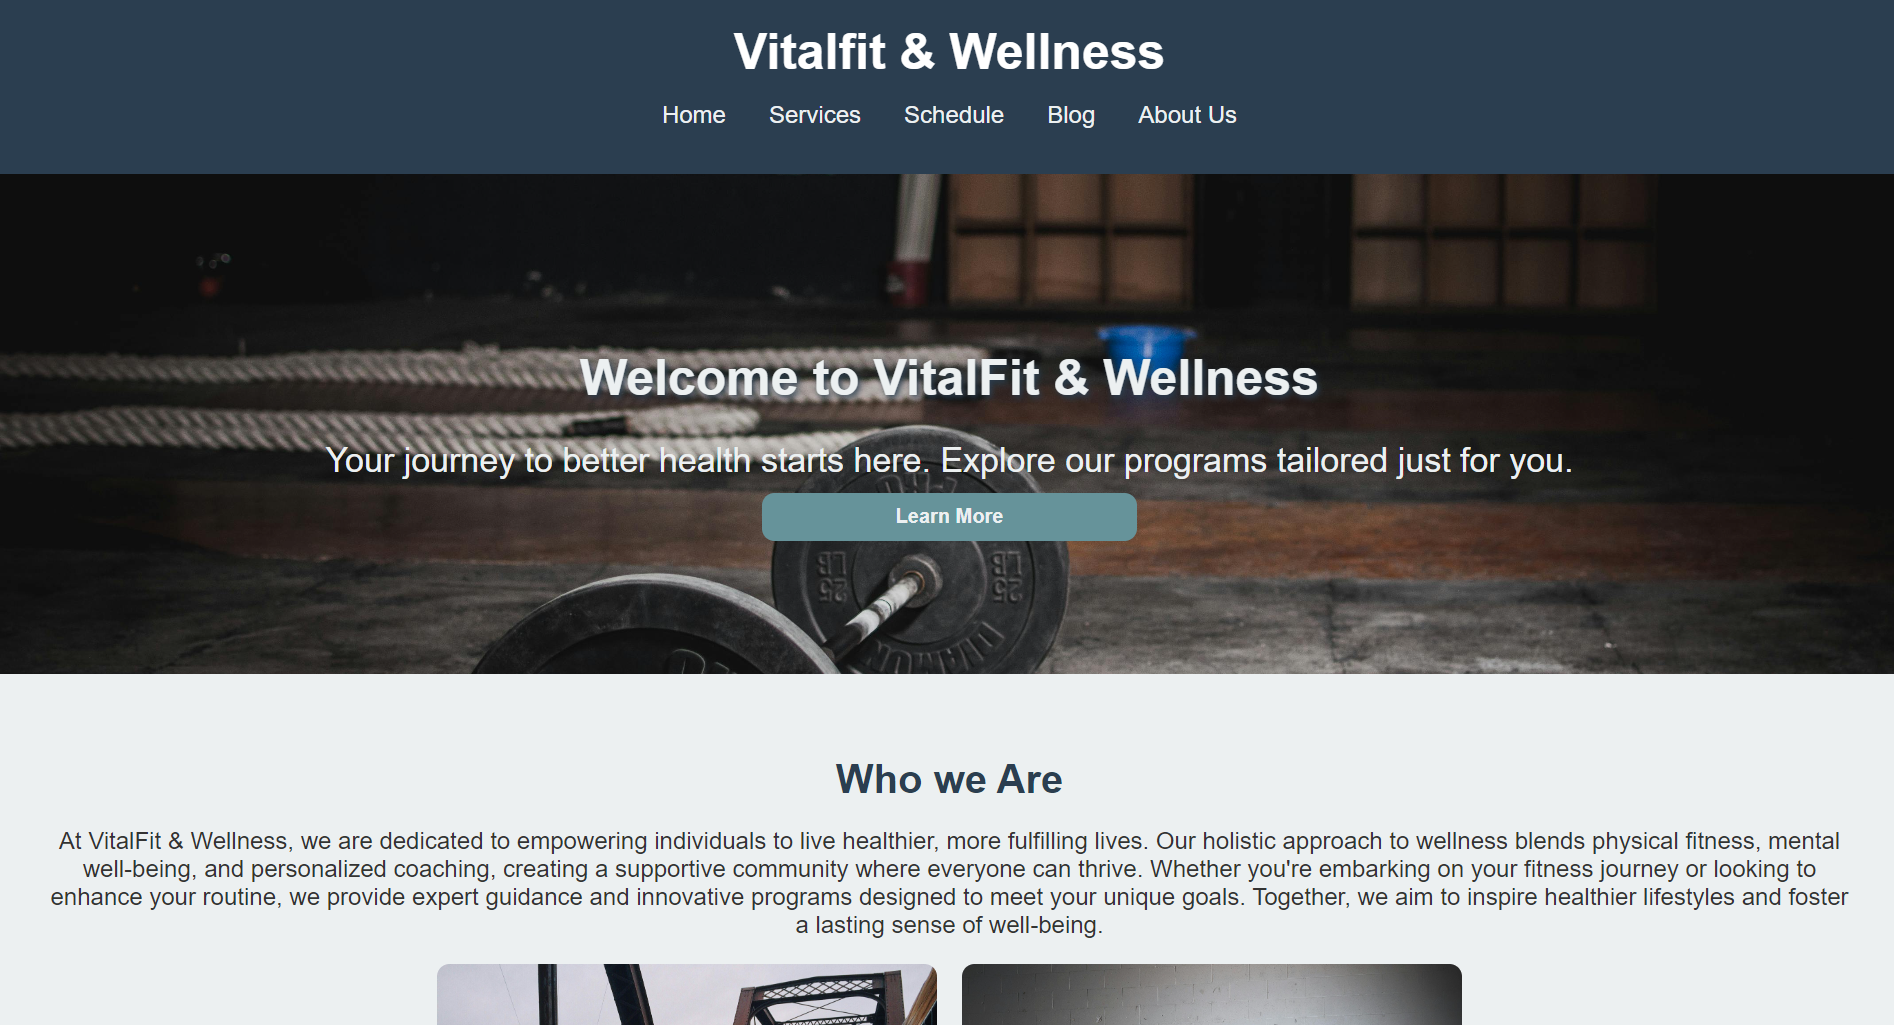 Vitalfit & Wellness
Home Services Schedule Blog About Us
Welcome to VitalFit & Wellness
Your journey to better health starts here. Explore our programs tailored just for you.
Learn More
25
LB
25
LB
Who we Are
At VitalFit & Wellness, we are dedicated to empowering individuals to live healthier, more fulfilling lives. Our holistic approach to wellness blends physical fitness, mental
well-being, and personalized coaching, creating a supportive community where everyone can thrive. Whether you're embarking on your fitness journey or looking to
enhance your routine, we provide expert guidance and innovative programs designed to meet your unique goals. Together, we aim to inspire healthier lifestyles and foster
a lasting sense of well-being.